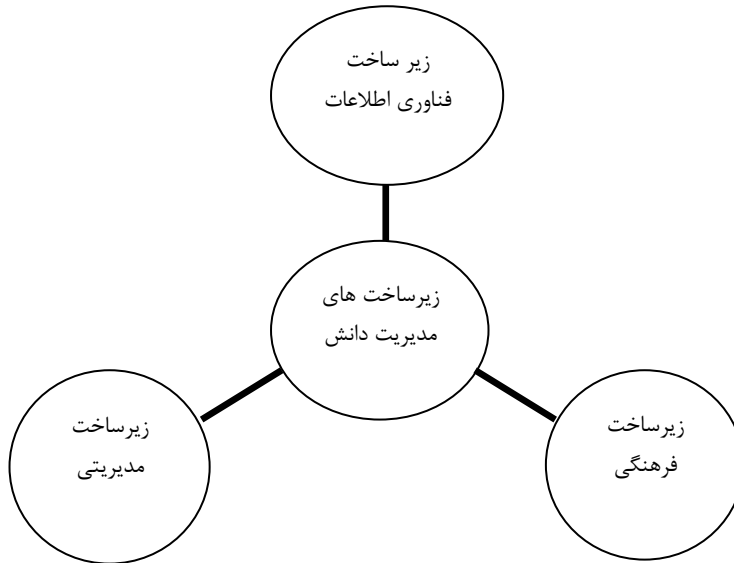 زیر ساخت
فناوری اطلاعات
زیرساخت های
مدیریت دانش
زیرساخت
فرهنگی
زیرساخت
مدیریتی